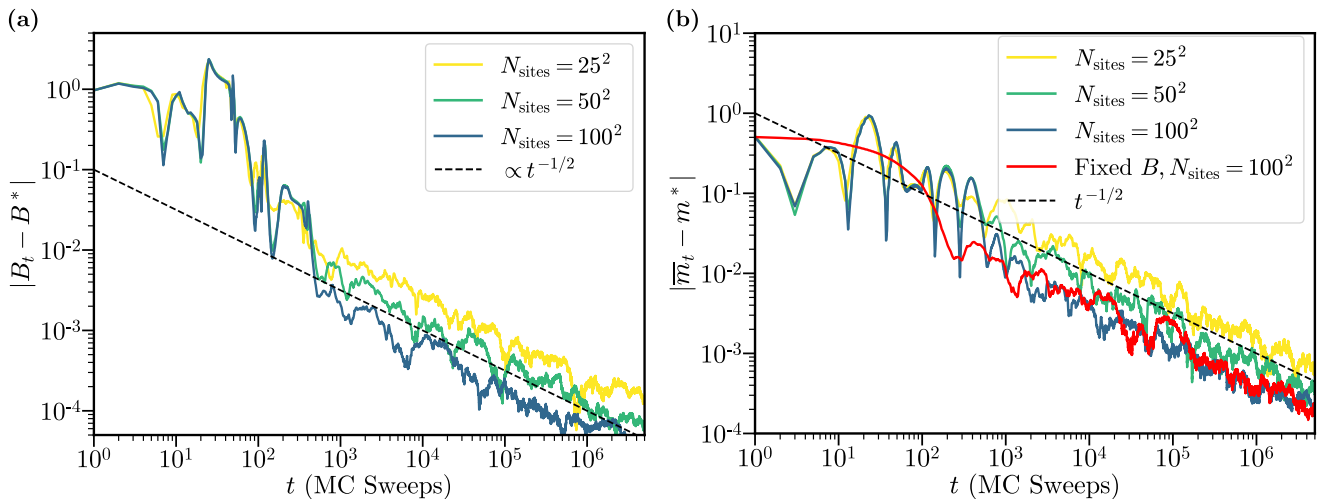 (a)
|B_t − B^*|
10^0
10^{-1}
10^{-2}
10^{-3}
10^{-4}
N_sites = 25^2
N_sites = 50^2
N_sites = 100^2
∝ t^{-1/2}
10^0 10^1 10^2 10^3 10^4 10^5 10^6
t (MC Sweeps)
(b)
|\overline{m}_t − m^*|
10^1
10^0
10^{-1}
10^{-2}
10^{-3}
10^{-4}
N_sites = 25^2
N_sites = 50^2
N_sites = 100^2
Fixed B, N_sites = 100^2
t^{-1/2}
10^0 10^1 10^2 10^3 10^4 10^5 10^6
t (MC Sweeps)